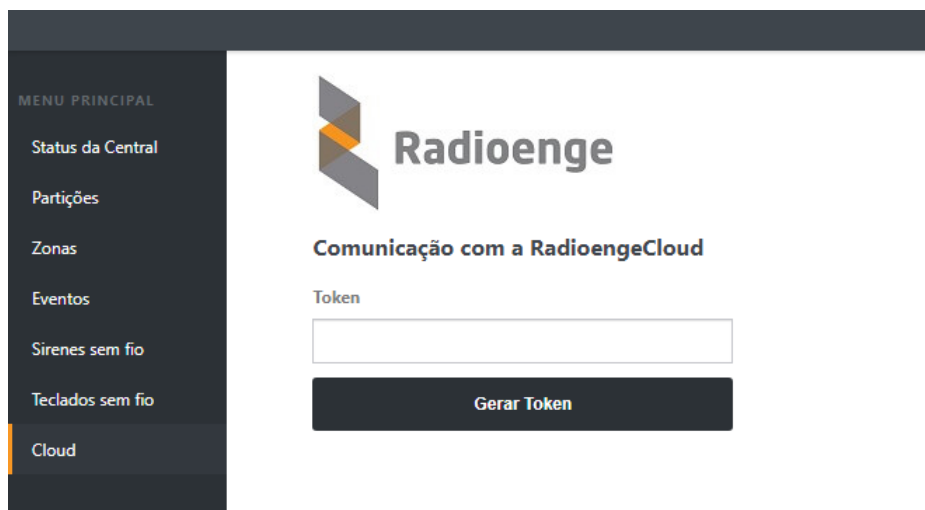 MENU PRINCIPAL
Status da Central
Partições
Zonas
Eventos
Sirenes sem fio
Teclados sem fio
Cloud
Radioenge
Comunicação com a RadioengeCloud
Token
Gerar Token